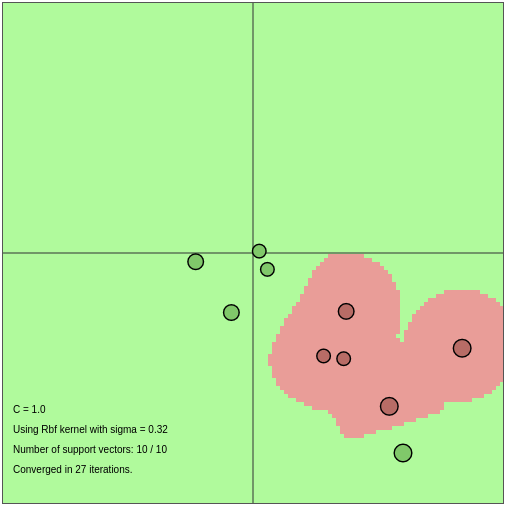 C = 1.0
Using Rbf kernel with sigma = 0.32
Number of support vectors: 10 / 10
Converged in 27 iterations.